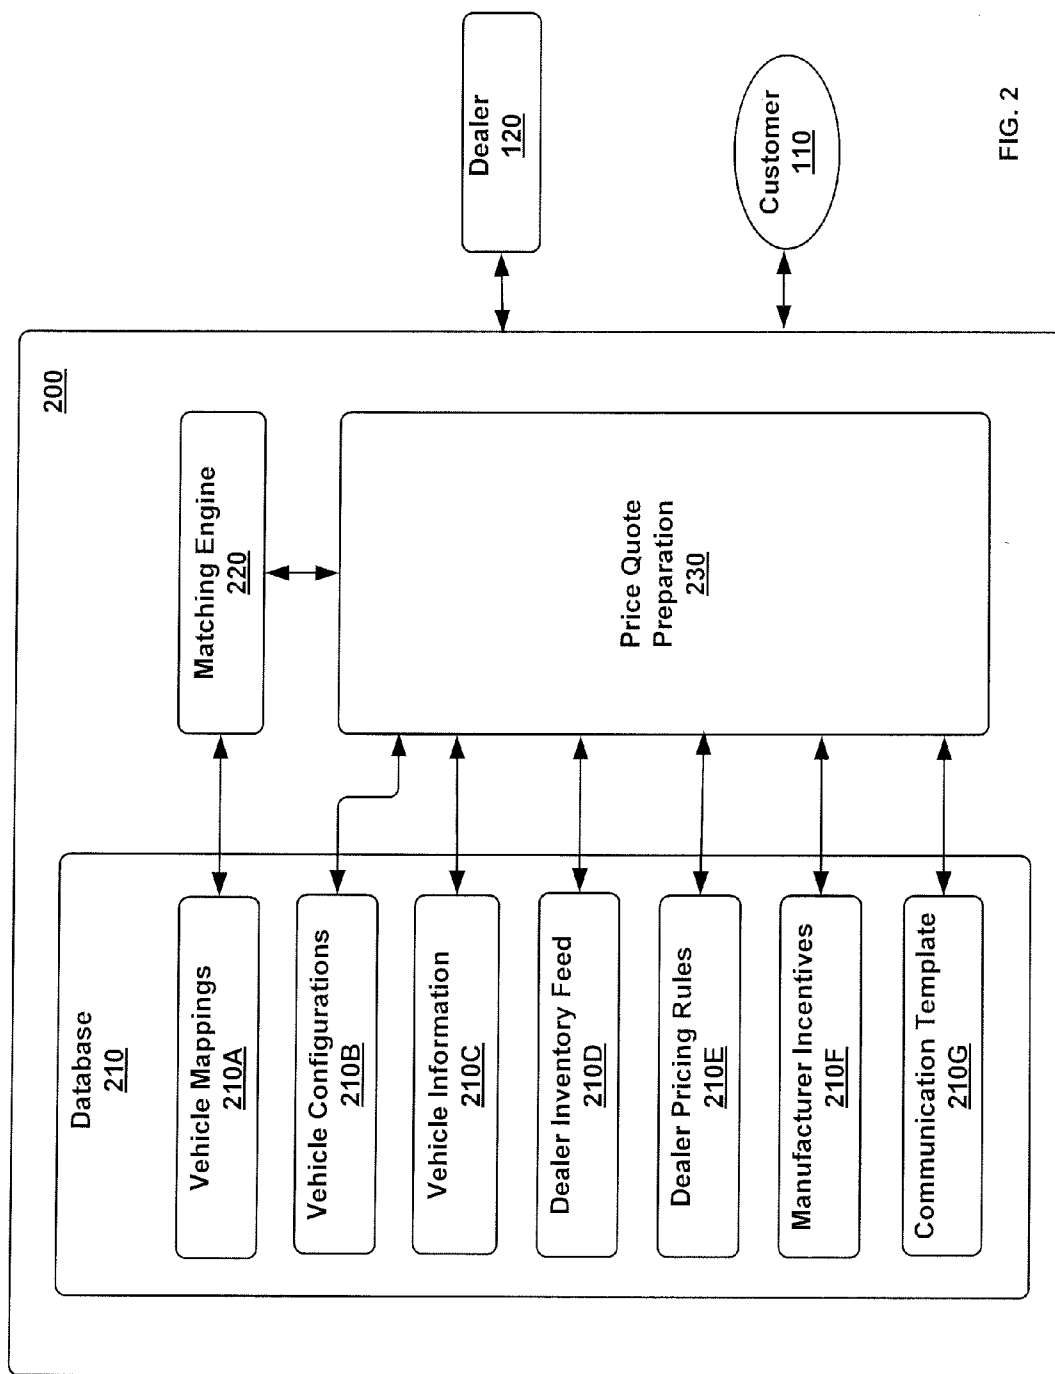 200
Database
210
Vehicle Mappings
210A
Vehicle Configurations
210B
Vehicle Information
210C
Dealer Inventory Feed
210D
Dealer Pricing Rules
210E
Manufacturer Incentives
210F
Communication Template
210G
Matching Engine
220
Price Quote
Preparation
230
Dealer
120
Customer
110
FIG. 2